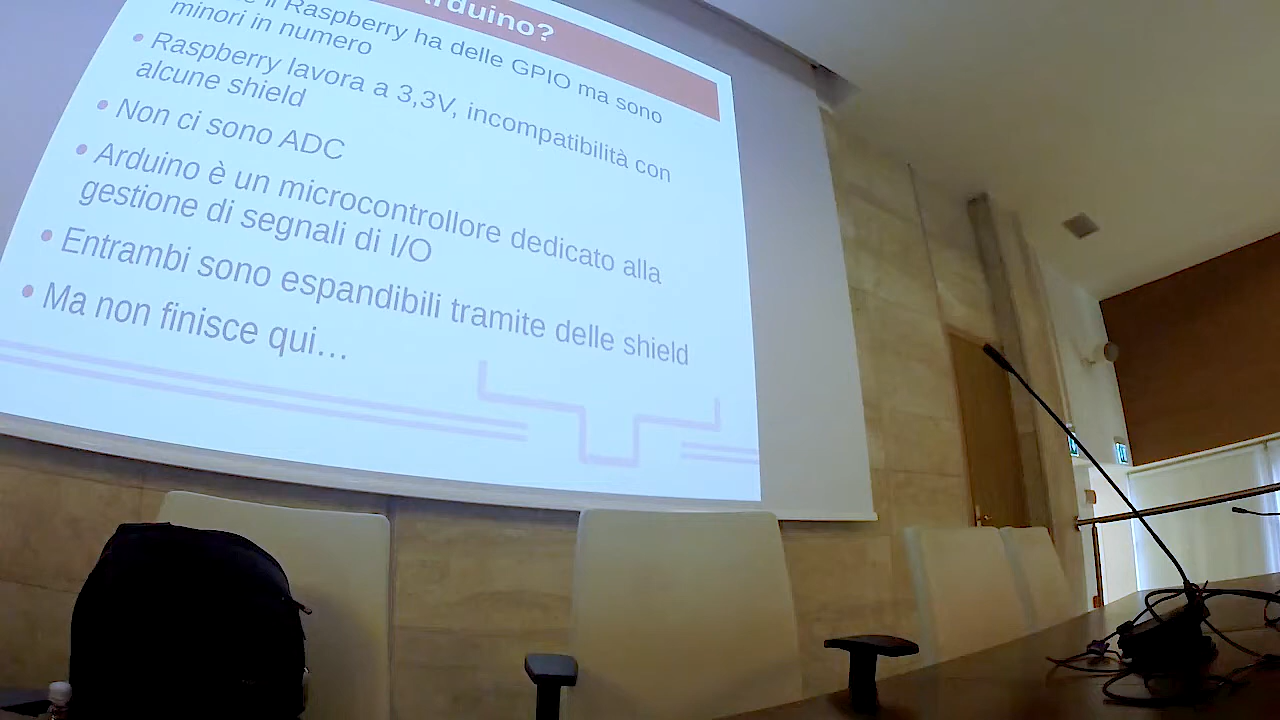 Arduino?
il Raspberry ha delle GPIO ma sono
minori in numero
• Raspberry lavora a 3,3V, incompatibilità con
alcune shield
• Non ci sono ADC
• Arduino è un microcontrollore dedicato alla
gestione di segnali di I/O
• Entrambi sono espandibili tramite delle shield
• Ma non finisce qui...